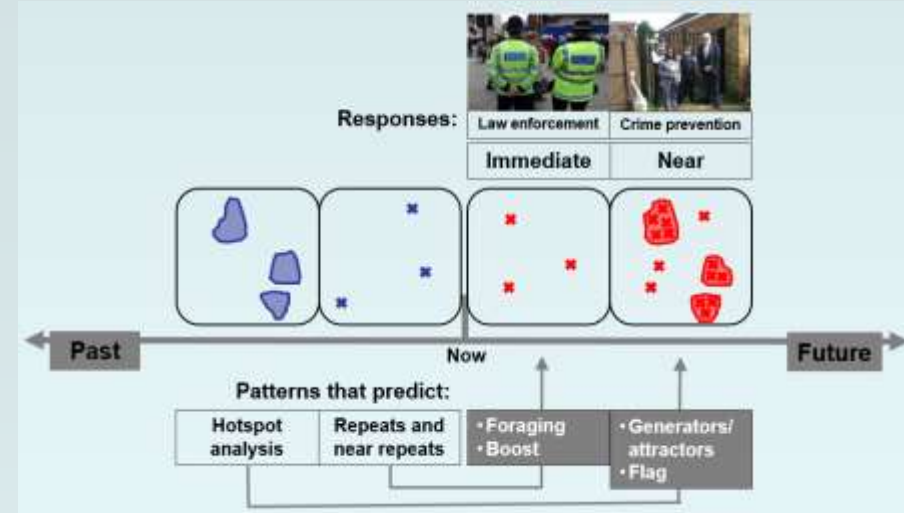 Responses:
Law enforcement
Crime prevention
Immediate
Near
Past
Now
Future
Patterns that predict:
Hotspot
analysis
Repeats and
near repeats
• Foraging
• Boost
• Generators/
attractors
• Flag